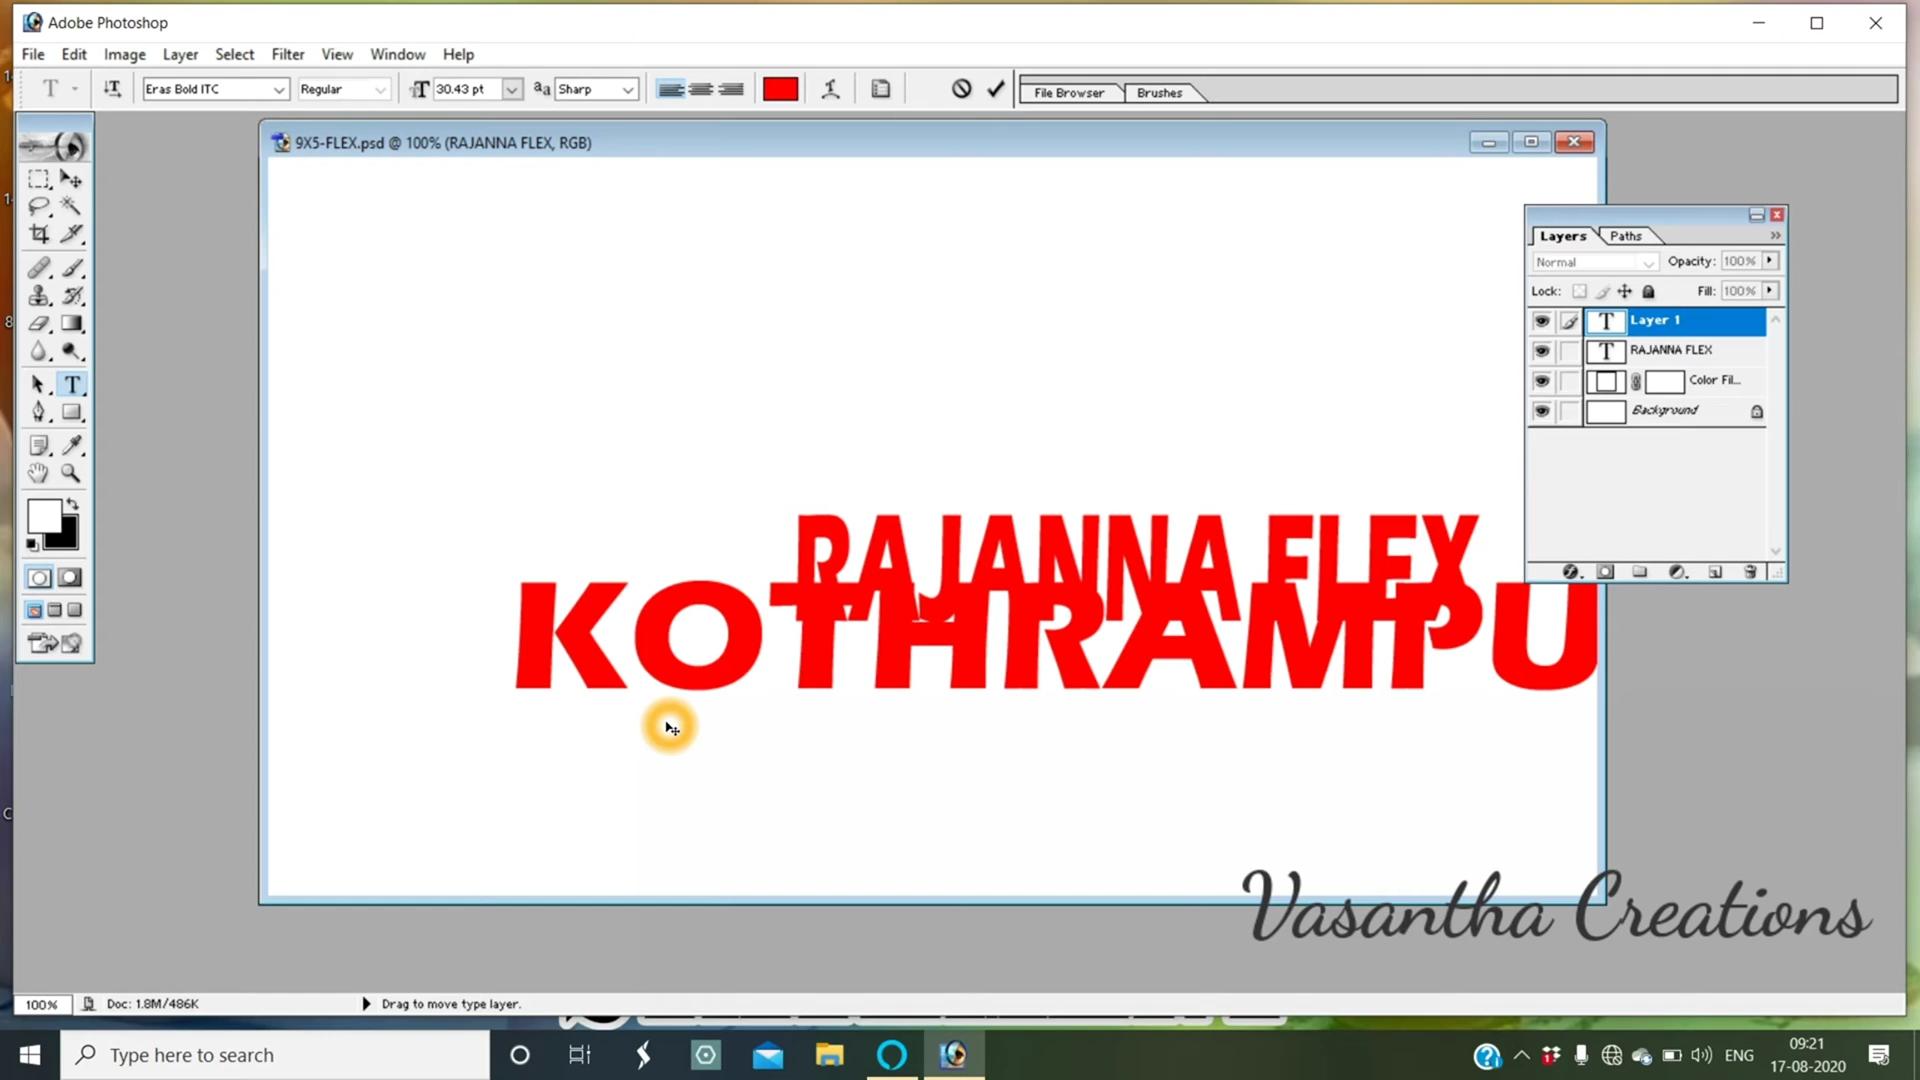 Adobe Photoshop
File Edit Image Layer Select Filter View Window Help
T Eras Bold ITC Regular T 30.43 pt aa Sharp File Browser Brushes
9X5-FLEX.psd @ 100% (RAJANNA FLEX, RGB)
Layers Paths
Normal Opacity: 100%
Lock: Fill: 100%
T Layer 1
T RAJANNA FLEX
Color Fil...
Background
RAJANNA FLEX
KOTHRAMPU
Vasantha Creations
100% Doc: 1.8M/486K Drag to move type layer.
Type here to search
ENG
09:21
17-08-2020